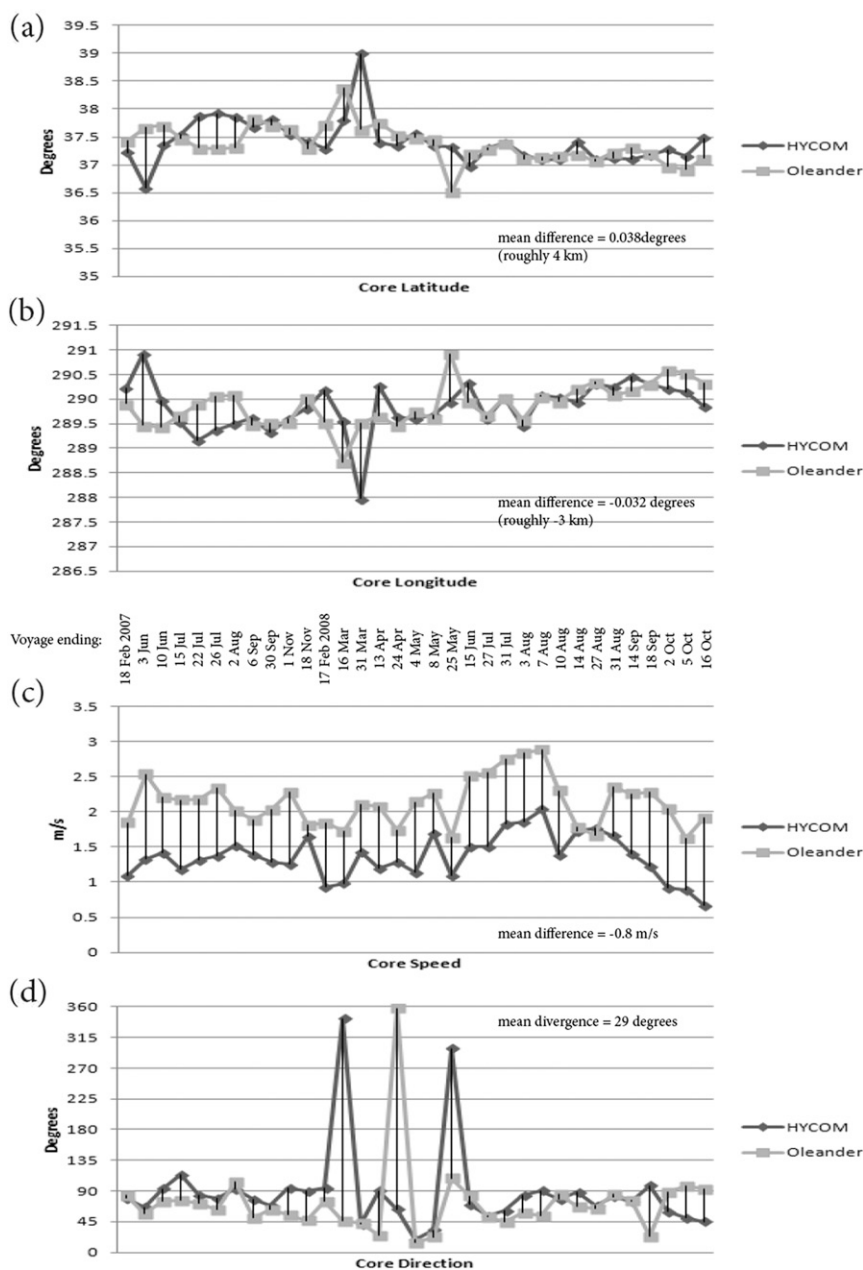 (a)
39.5
39
38.5
38
37.5
37
36.5
36
35.5
35
Degrees
HYCOM
Oleander
mean difference = 0.038degrees
(roughly 4 km)
Core Latitude
(b)
291.5
291
290.5
290
289.5
289
288.5
288
287.5
287
286.5
Degrees
HYCOM
Oleander
mean difference = -0.032 degrees
(roughly -3 km)
Core Longitude
Voyage ending:
18 Feb 2007
3 Jun
10 Jun
15 Jul
22 Jul
26 Jul
2 Aug
6 Sep
30 Sep
1 Nov
18 Nov
17 Feb 2008
16 Mar
31 Mar
13 Apr
24 Apr
4 May
8 May
25 May
15 Jun
27 Jul
31 Jul
3 Aug
7 Aug
10 Aug
14 Aug
27 Aug
31 Aug
14 Sep
18 Sep
2 Oct
5 Oct
16 Oct
(c)
3.5
3
2.5
2
1.5
1
0.5
0
m/s
HYCOM
Oleander
mean difference = -0.8 m/s
Core Speed
(d)
360
315
270
225
180
135
90
45
0
Degrees
mean divergence = 29 degrees
HYCOM
Oleander
Core Direction